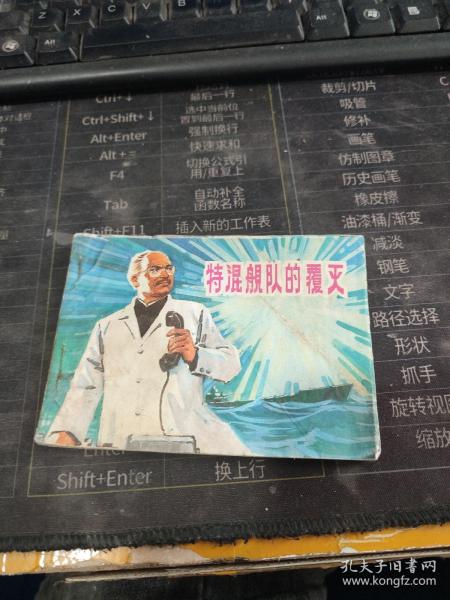 Alt
Alt
Ctrl
裁剪/切片
C
Ctrl+↓
最后一行
吸管
选中当前位
Ctrl+Shift+↓
置到最后一行
修补
Alt+Enter
强制换行
画笔
Alt+=
快速求和
仿制图章
F4
切换公式引
用/重复上
历史画笔
Tab
自动补全
函数名称
橡皮擦
Shift+F11
插入新的工作表
油漆桶/渐变
减淡
特混舰队的覆灭
钢笔
文字
路径选择
形状
抓手
旋转视图
缩放
Enter
Shift+Enter
换上行
孔夫子旧书网
www.kongfz.com